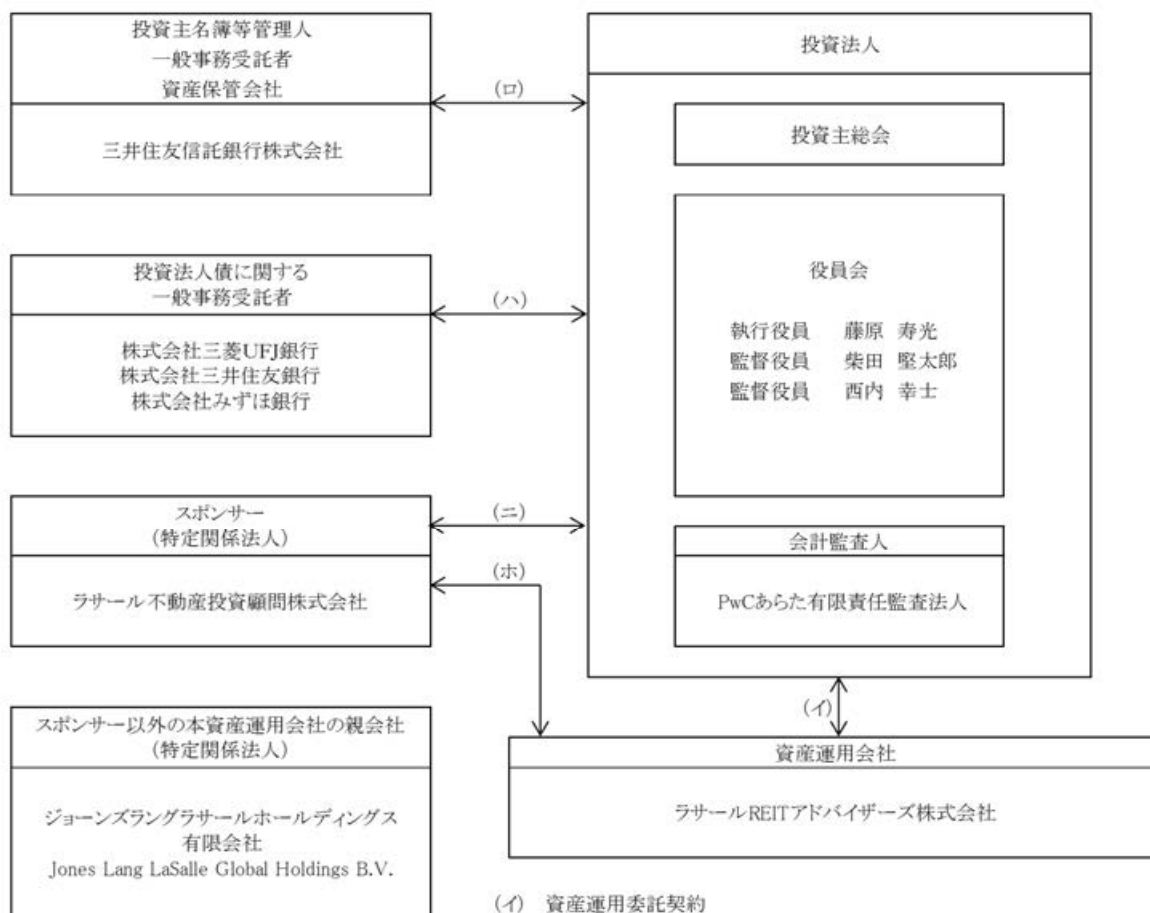 投資主名簿等管理人
一般事務受託者
資産保管会社
三井住友信託銀行株式会社
(ロ)
投資法人債に関する
一般事務受託者
株式会社三菱UFJ銀行
株式会社三井住友銀行
株式会社みずほ銀行
(ハ)
スポンサー
(特定関係法人)
ラサール不動産投資顧問株式会社
(ニ)
(ホ)
スポンサー以外の本資産運用会社の親会社
(特定関係法人)
ジョーンズラングラサールホールディングス
有限会社
Jones Lang LaSalle Global Holdings B.V.
投資法人
投資主総会
役員会
執行役員 藤原 寿光
監督役員 柴田 堅太郎
監督役員 西内 幸士
会計監査人
PwCあらた有限責任監査法人
(イ)
資産運用会社
ラサールREITアドバイザーズ株式会社
(イ) 資産運用委託契約